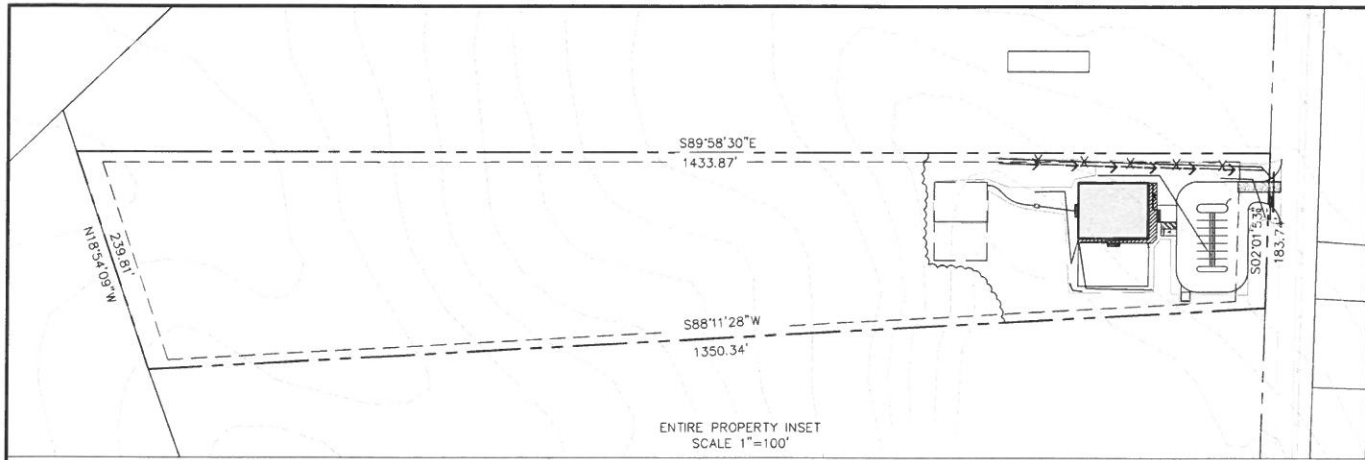 S89°58'30"E
1433.87'
239.81'
N18°54'09"W
S02°01'53"
183.74'
S88°11'28"W
1350.34'
ENTIRE PROPERTY INSET
SCALE 1"=100'